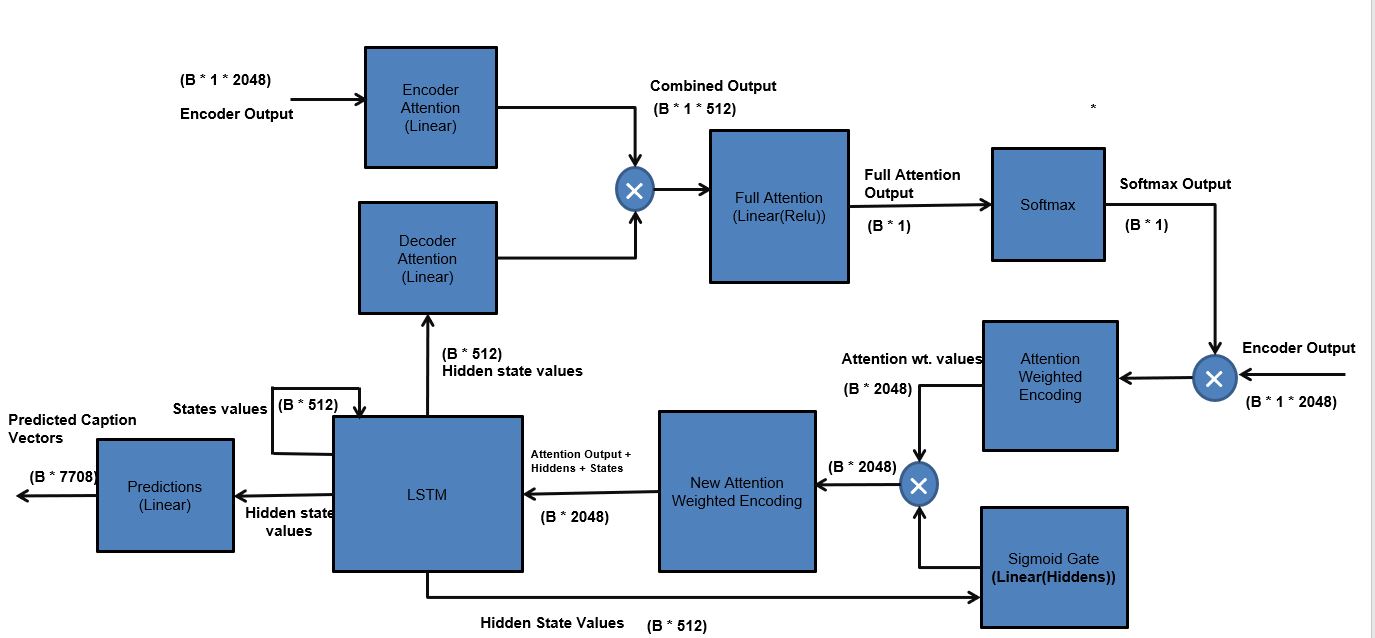 (B * 1 * 2048)
Encoder Output
Encoder
Attention
(Linear)
Combined Output
(B * 1 * 512)
*
Decoder
Attention
(Linear)
Full Attention
(Linear(Relu))
Full Attention
Output
(B * 1)
Softmax
Softmax Output
(B * 1)
(B * 512)
Hidden state values
Attention wt. values
(B * 2048)
Attention
Weighted
Encoding
Encoder Output
(B * 1 * 2048)
States values
(B * 512)
Predicted Caption
Vectors
(B * 7708)
Predictions
(Linear)
Hidden state
values
LSTM
Attention Output +
Hiddens + States
(B * 2048)
New Attention
Weighted Encoding
(B * 2048)
Sigmoid Gate
(Linear(Hiddens))
Hidden State Values
(B * 512)